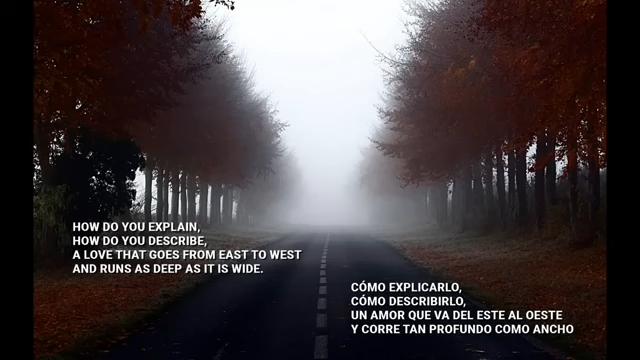 HOW DO YOU EXPLAIN,
HOW DO YOU DESCRIBE,
A LOVE THAT GOES FROM EAST TO WEST
AND RUNS AS DEEP AS IT IS WIDE.
CÓMO EXPLICARLO,
CÓMO DESCRIBIRLO,
UN AMOR QUE VA DEL ESTE AL OESTE
Y CORRE TAN PROFUNDO COMO ANCHO